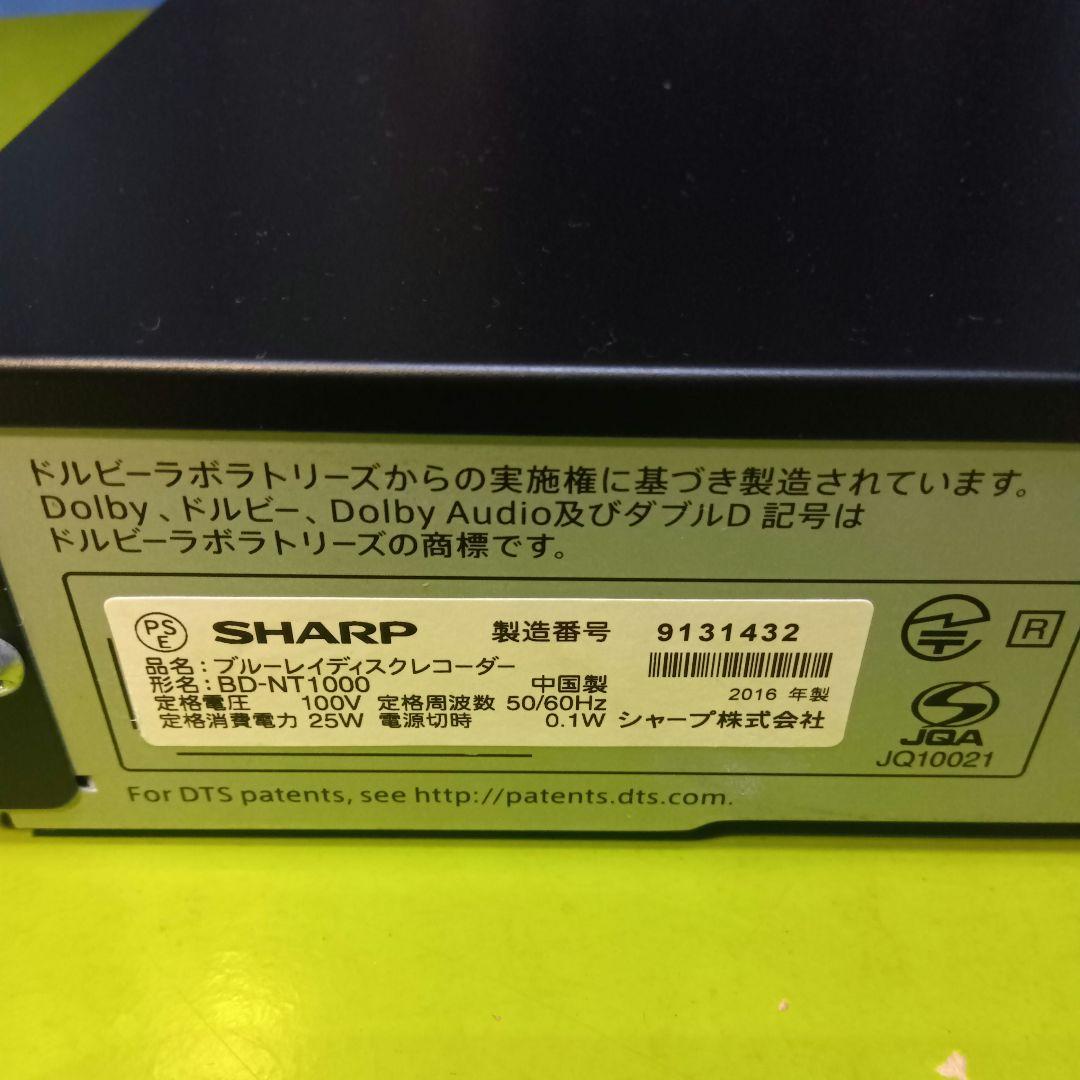 ドルビーラボラトリーズからの実施権に基づき製造されています。
Dolby、ドルビー、Dolby Audio及びダブルD 記号は
ドルビーラボラトリーズの商標です。
PS E SHARP 製造番号 9131432
品名:ブルーレイディスクレコーダー
形名:BD-NT1000 中国製 2016 年製
定格電圧 100V 定格周波数 50/60Hz
定格消費電力 25W 電源切時 0.1W シャープ株式会社
R
JQA
JQ10021
For DTS patents, see http://patents.dts.com.